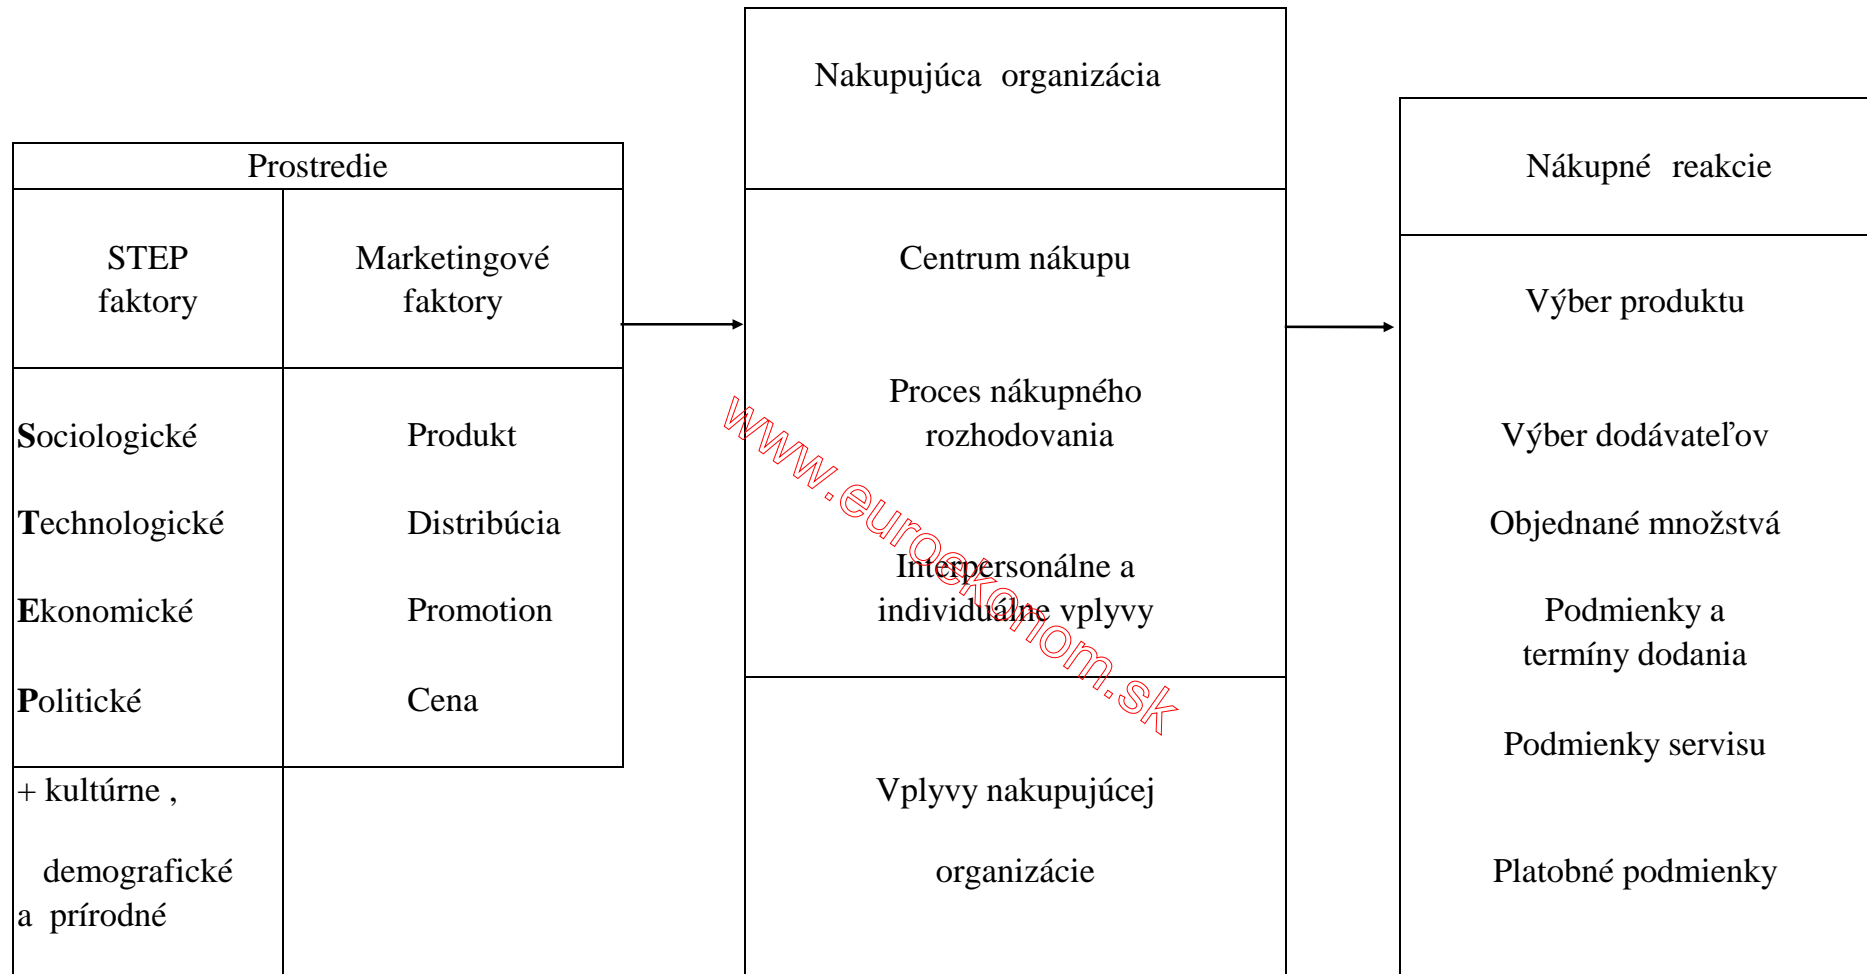 Prostredie
STEP
faktory
Marketingové
faktory
Sociologické
Technologické
Ekonomické
Politické
+ kultúrne ,
demografické
a prírodné
Produkt
Distribúcia
Promotion
Cena
Nakupujúca organizácia
Centrum nákupu
Proces nákupného
rozhodovania
Interpersonálne a
individuálne vplyvy
Vplyvy nakupujúcej
organizácie
Nákupné reakcie
Výber produktu
Výber dodávateľov
Objednané množstvá
Podmienky a
termíny dodania
Podmienky servisu
Platobné podmienky
www.euroekonom.sk